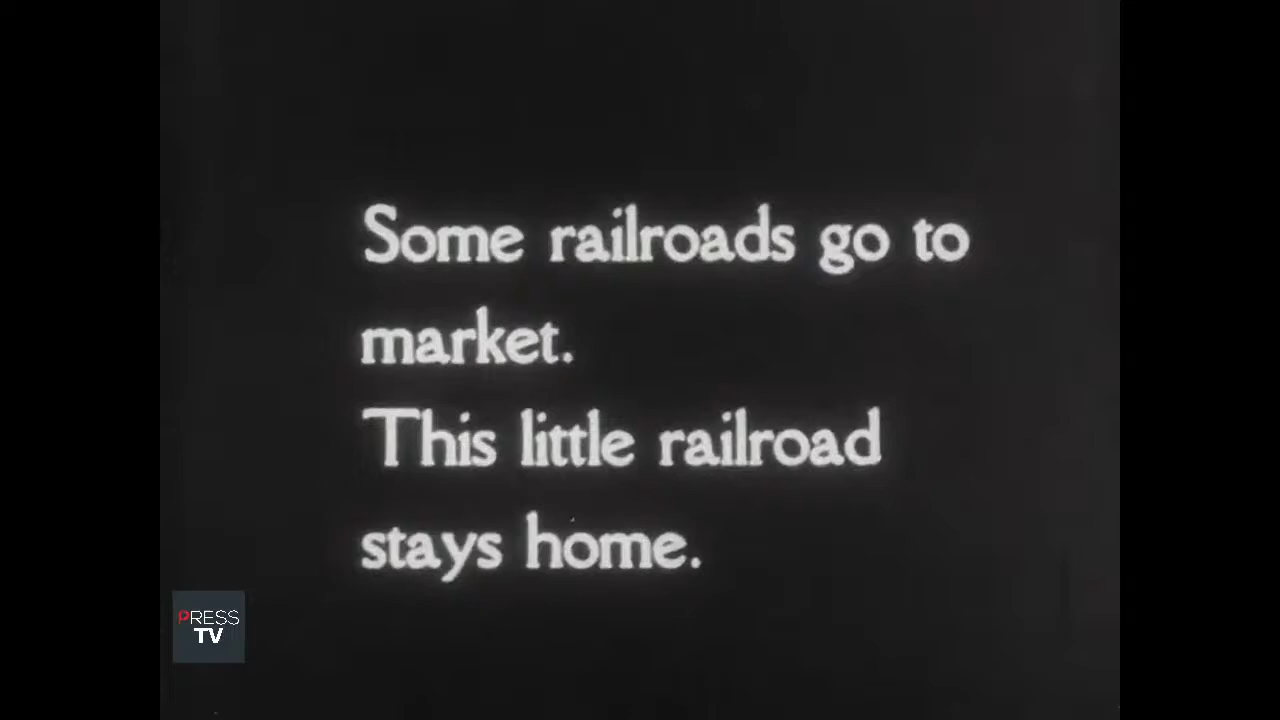 Some railroads go to
market.
This little railroad
stays home.
PRESS
TV